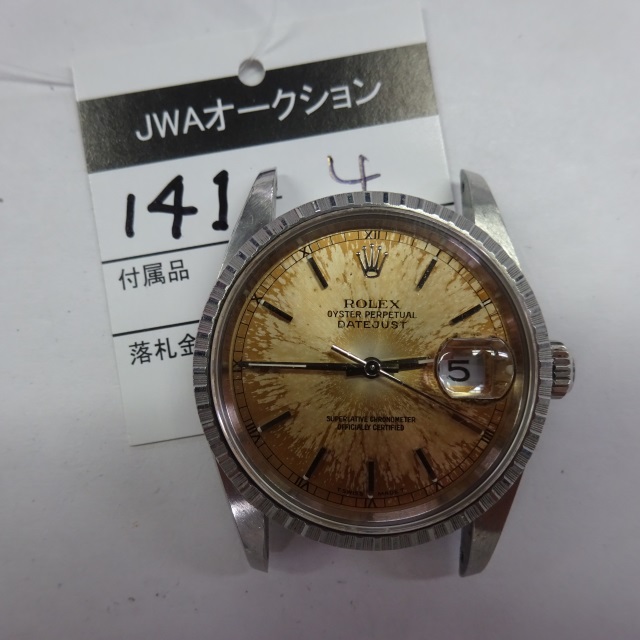 JWAオークション
141-4
付属品
落札金
XII
ROLEX
OYSTER PERPETUAL
DATEJUST
5
SUPERLATIVE CHRONOMETER
OFFICIALLY CERTIFIED